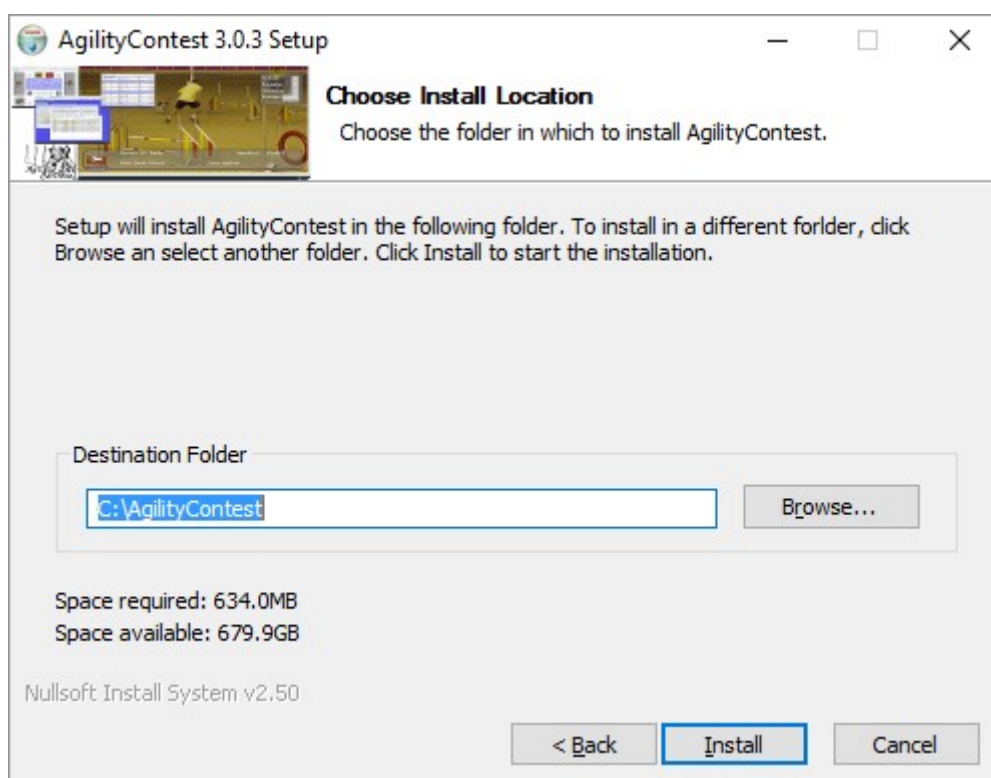 AgilityContest 3.0.3 Setup
Choose Install Location
Choose the folder in which to install AgilityContest.
Setup will install AgilityContest in the following folder. To install in a different forlder, click
Browse an select another folder. Click Install to start the installation.
Destination Folder
C:\AgilityContest
Browse...
Space required: 634.0MB
Space available: 679.9GB
Nullsoft Install System v2.50
< Back
Install
Cancel